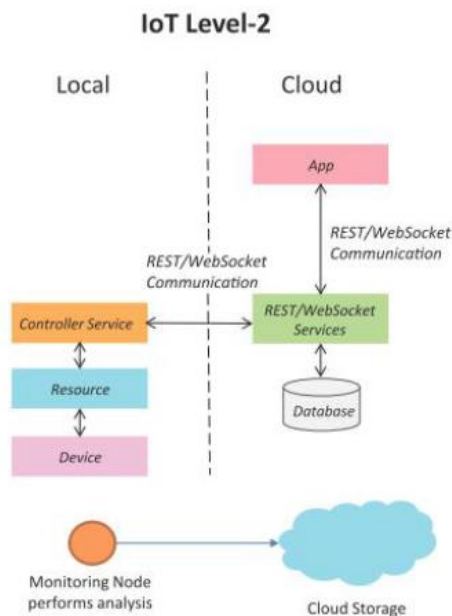 IoT Level-2
Local
Cloud
App
REST/WebSocket
Communication
REST/WebSocket
Communication
Controller Service
REST/WebSocket
Services
Resource
Database
Device
Monitoring Node
performs analysis
Cloud Storage